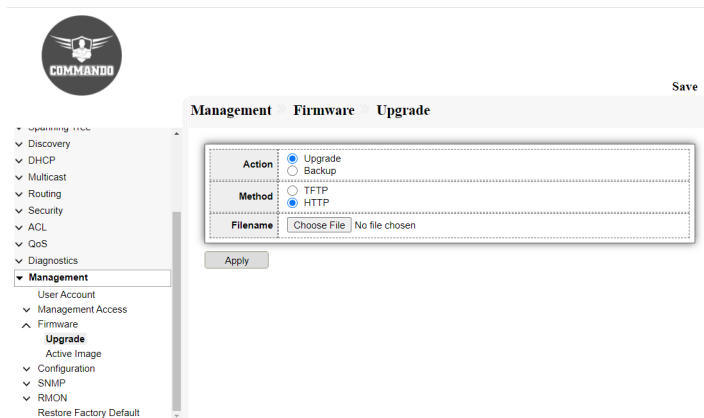 COMMANDO
Save
Management » Firmware » Upgrade
Spanning Tree
Discovery
DHCP
Multicast
Routing
Security
ACL
QoS
Diagnostics
Management
User Account
Management Access
Firmware
Upgrade
Active Image
Configuration
SNMP
RMON
Restore Factory Default
Action
Upgrade
Backup
Method
TFTP
HTTP
Filename Choose File No file chosen
Apply